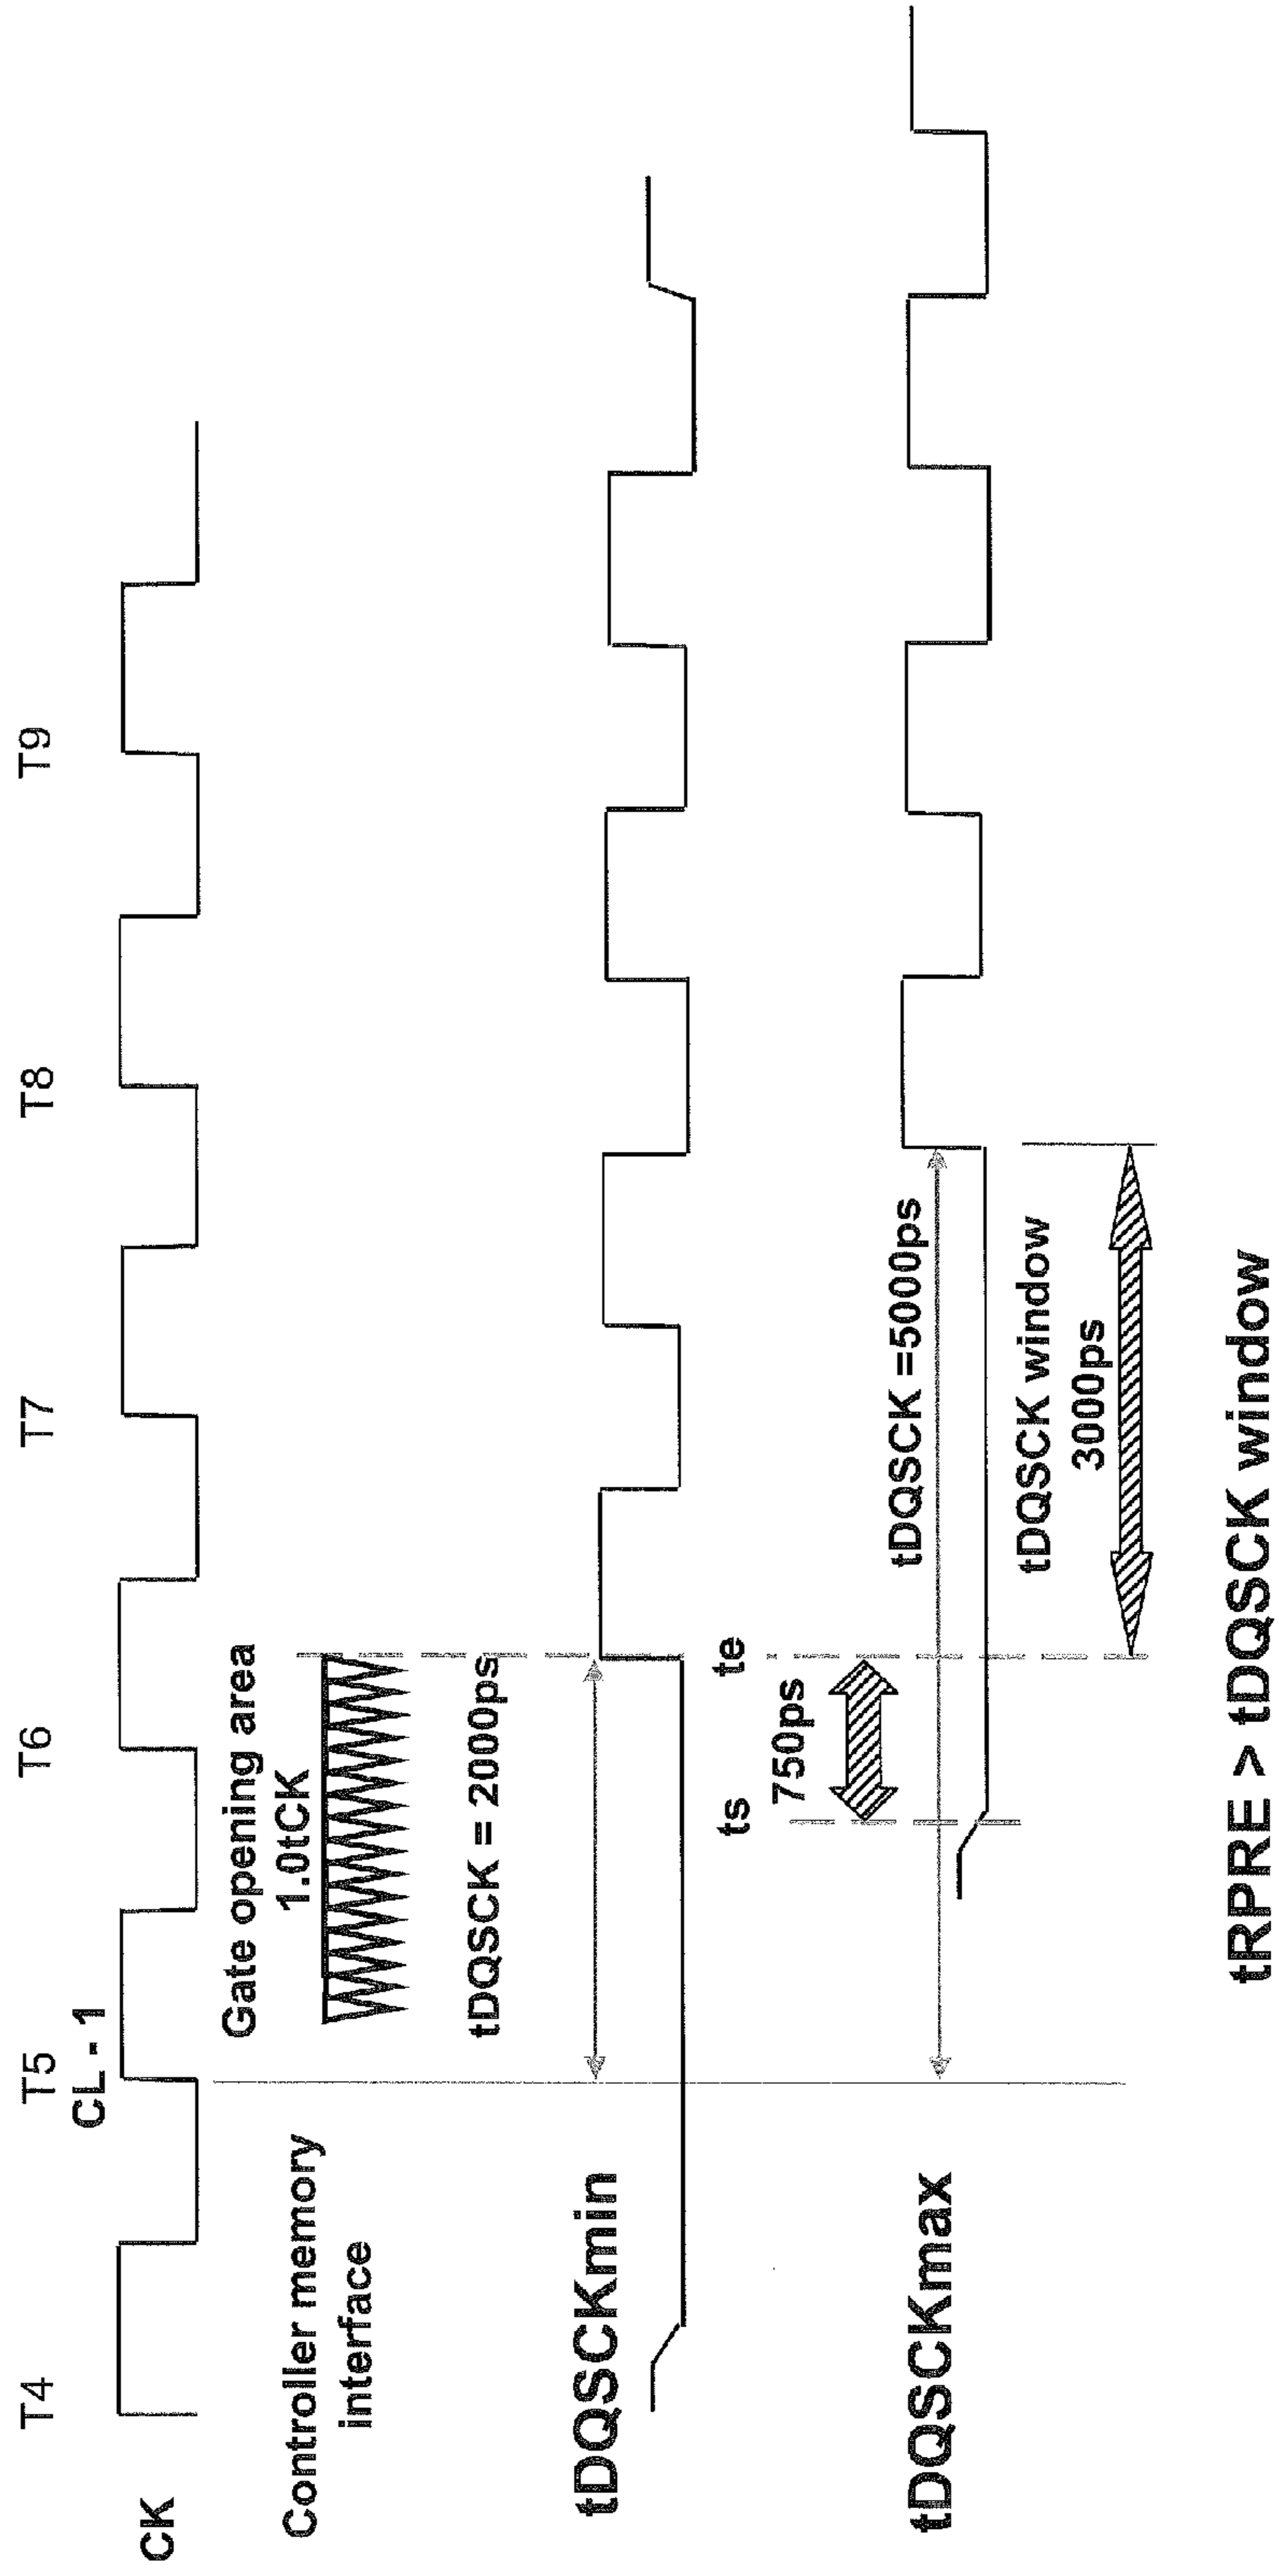 T4
T5
T6
T7
T8
T9
CL - 1
CK
Controller memory
interface
Gate opening area
1.0tCK
tDQSCK = 2000ps
tDQSCKmin
ts
te
750ps
tDQSCK =5000ps
tDQSCKmax
tDQSCK window
3000ps
tRPRE > tDQSCK window